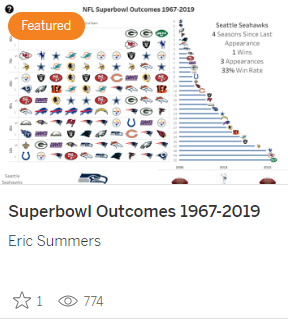 NFL Superbowl Outcomes 1967-2019
Featured
Seattle Seahawks
4 Seasons Since Last
Appearance
1 Wins
3 Appearances
33% Win Rate
Seattle
Seahawks
Superbowl Outcomes 1967-2019
Eric Summers
1 774